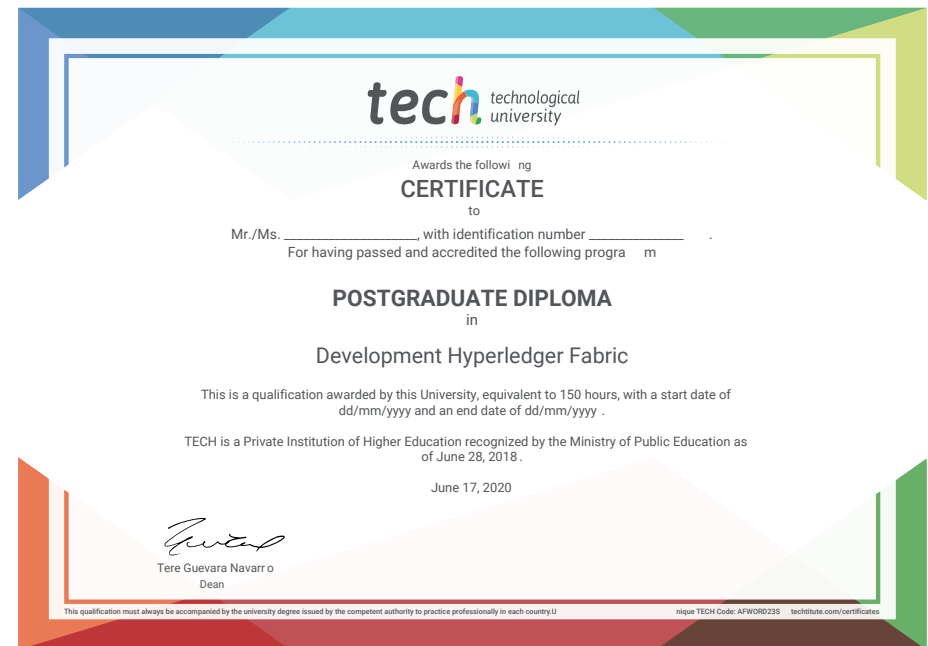 tech technological
university
Awards the followi ng
CERTIFICATE
to
Mr./Ms. ____________________, with identification number ______________ .
For having passed and accredited the following progra m
POSTGRADUATE DIPLOMA
in
Development Hyperledger Fabric
This is a qualification awarded by this University, equivalent to 150 hours, with a start date of
dd/mm/yyyy and an end date of dd/mm/yyyy .
TECH is a Private Institution of Higher Education recognized by the Ministry of Public Education as
of June 28, 2018 .
June 17, 2020
Tere Guevara Navarr o
Dean
This qualification must always be accompanied by the university degree issued by the competent authority to practice professionally in each country.U nique TECH Code: AFWORD23S techtitute.com/certificates